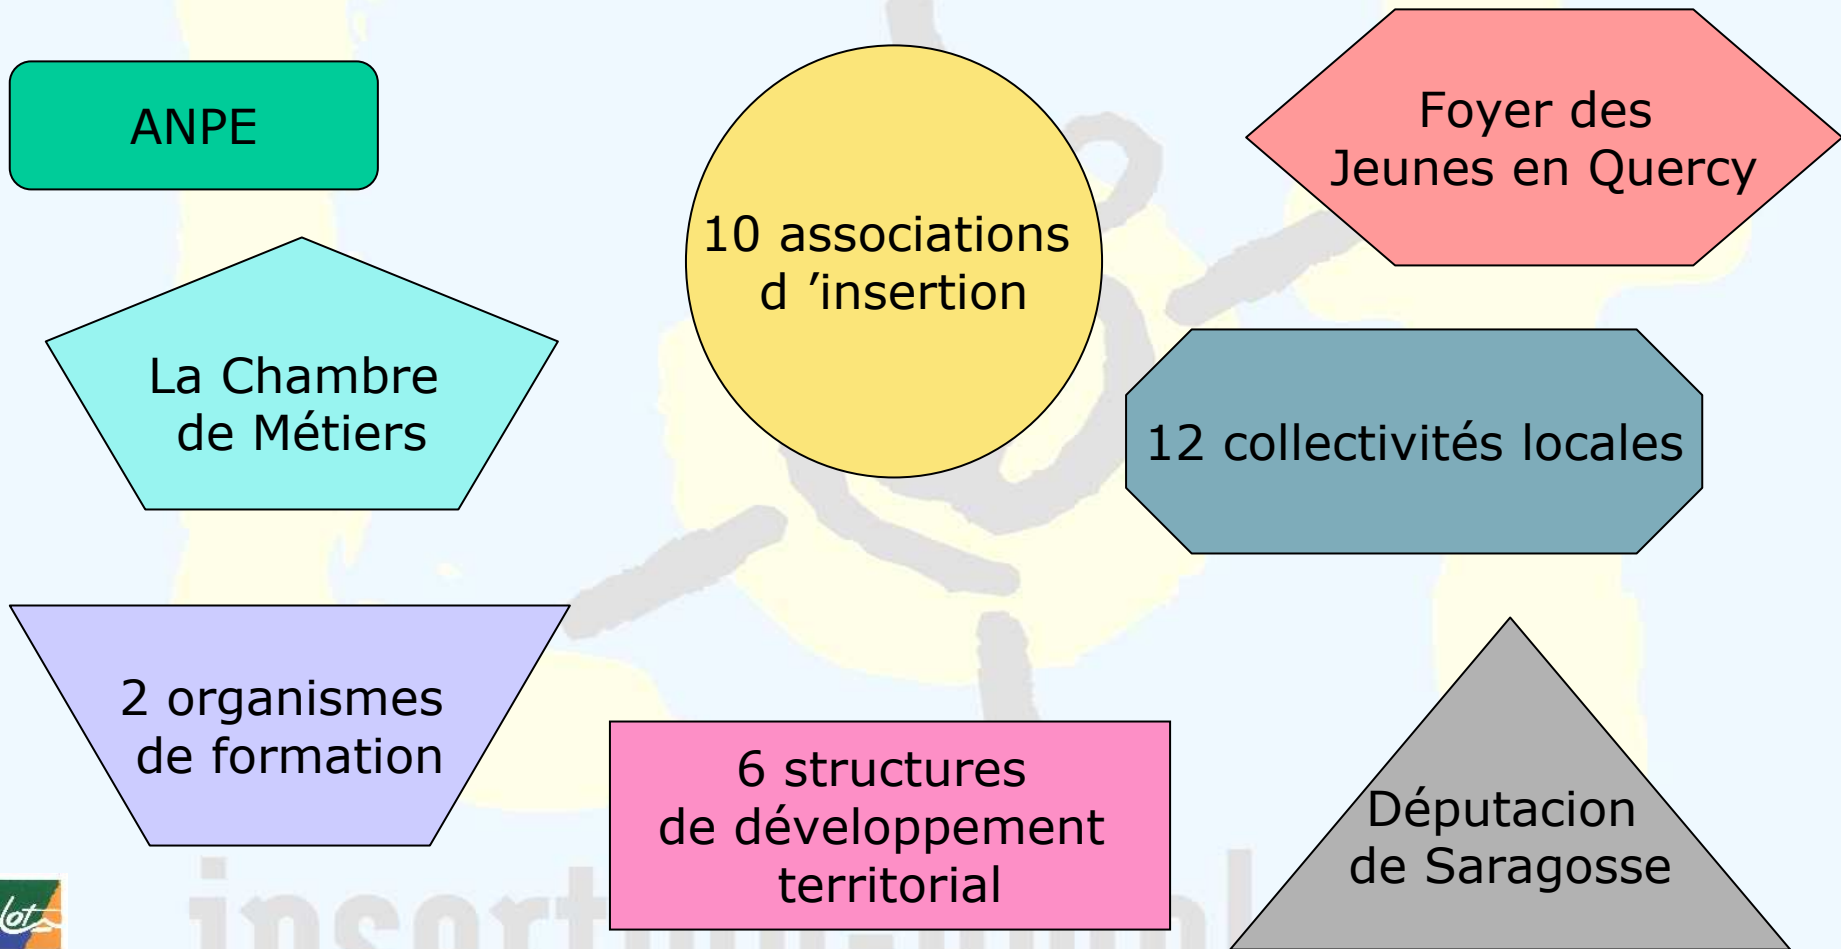 ANPE
10 associations
d ’insertion
Foyer des
Jeunes en Quercy
La Chambre
de Métiers
12 collectivités locales
2 organismes
de formation
6 structures
de développement
territorial
Députacion
de Saragosse
lot